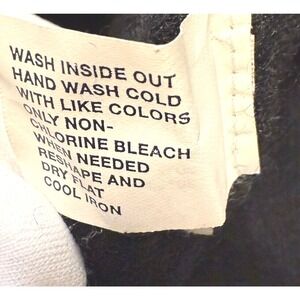 WASH INSIDE OUT
HAND WASH COLD
WITH LIKE COLORS
ONLY NON-
CHLORINE BLEACH
WHEN NEEDED
RESHAPE AND
DRY FLAT
COOL IRON